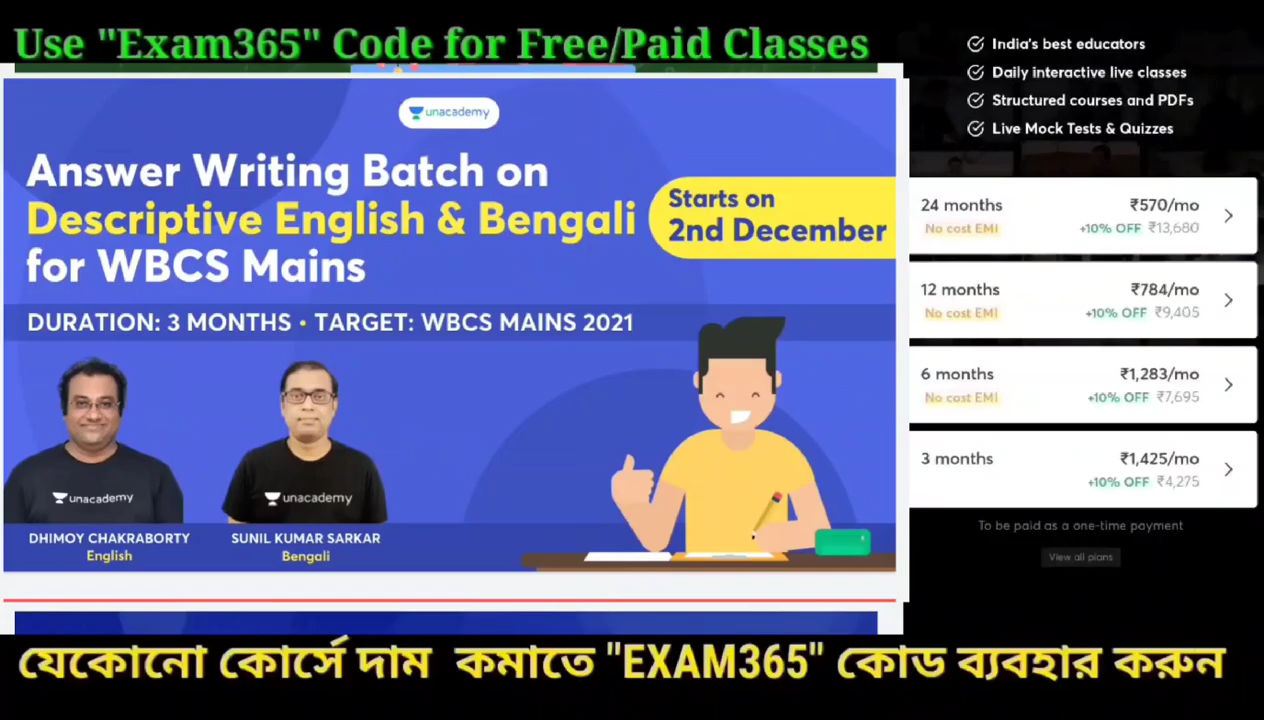 Use "Exam365" Code for Free/Paid Classes
unacademy
Answer Writing Batch on
Descriptive English & Bengali
for WBCS Mains
Starts on
2nd December
DURATION: 3 MONTHS • TARGET: WBCS MAINS 2021
unacademy
unacademy
DHIMOY CHAKRABORTY
English
SUNIL KUMAR SARKAR
Bengali
India's best educators
Daily interactive live classes
Structured courses and PDFs
Live Mock Tests & Quizzes
24 months ₹570/mo
No cost EMI +10% OFF ₹13,680
12 months ₹784/mo
No cost EMI +10% OFF ₹9,405
6 months ₹1,283/mo
No cost EMI +10% OFF ₹7,695
3 months ₹1,425/mo
+10% OFF ₹4,275
To be paid as a one-time payment
View all plans
যেকোনো কোর্সে দাম কমাতে "EXAM365" কোড ব্যবহার করুন